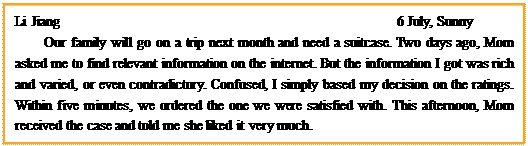 Li Jiang 6 July, Sunny
Our family will go on a trip next month and need a suitcase. Two days ago, Mom
asked me to find relevant information on the internet. But the information I got was rich
and varied, or even contradictory. Confused, I simply based my decision on the ratings.
Within five minutes, we ordered the one we were satisfied with. This afternoon, Mom
received the case and told me she liked it very much.